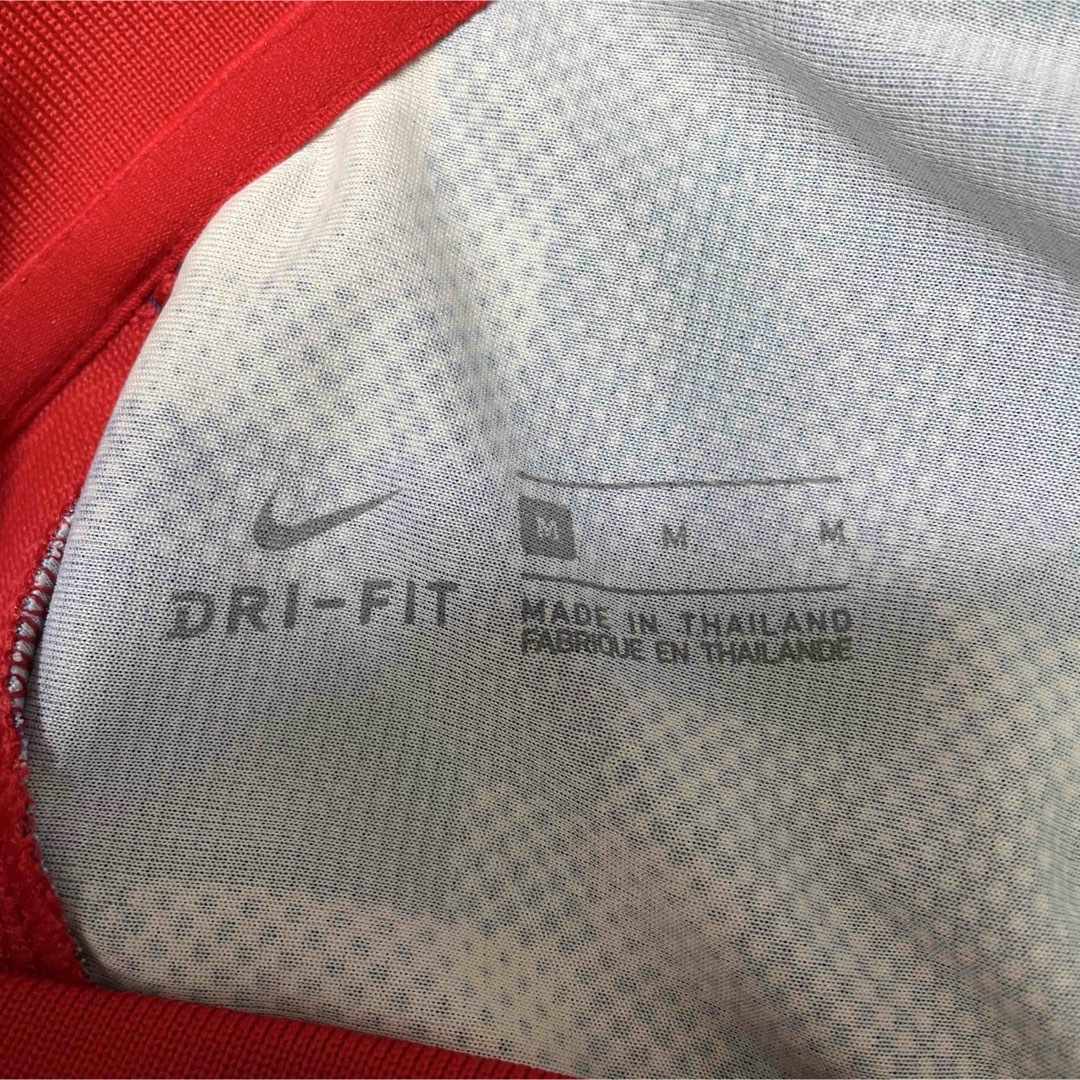 DRI-FIT
M M M
MADE IN THAILAND
FABRIQUE EN THAILANDE